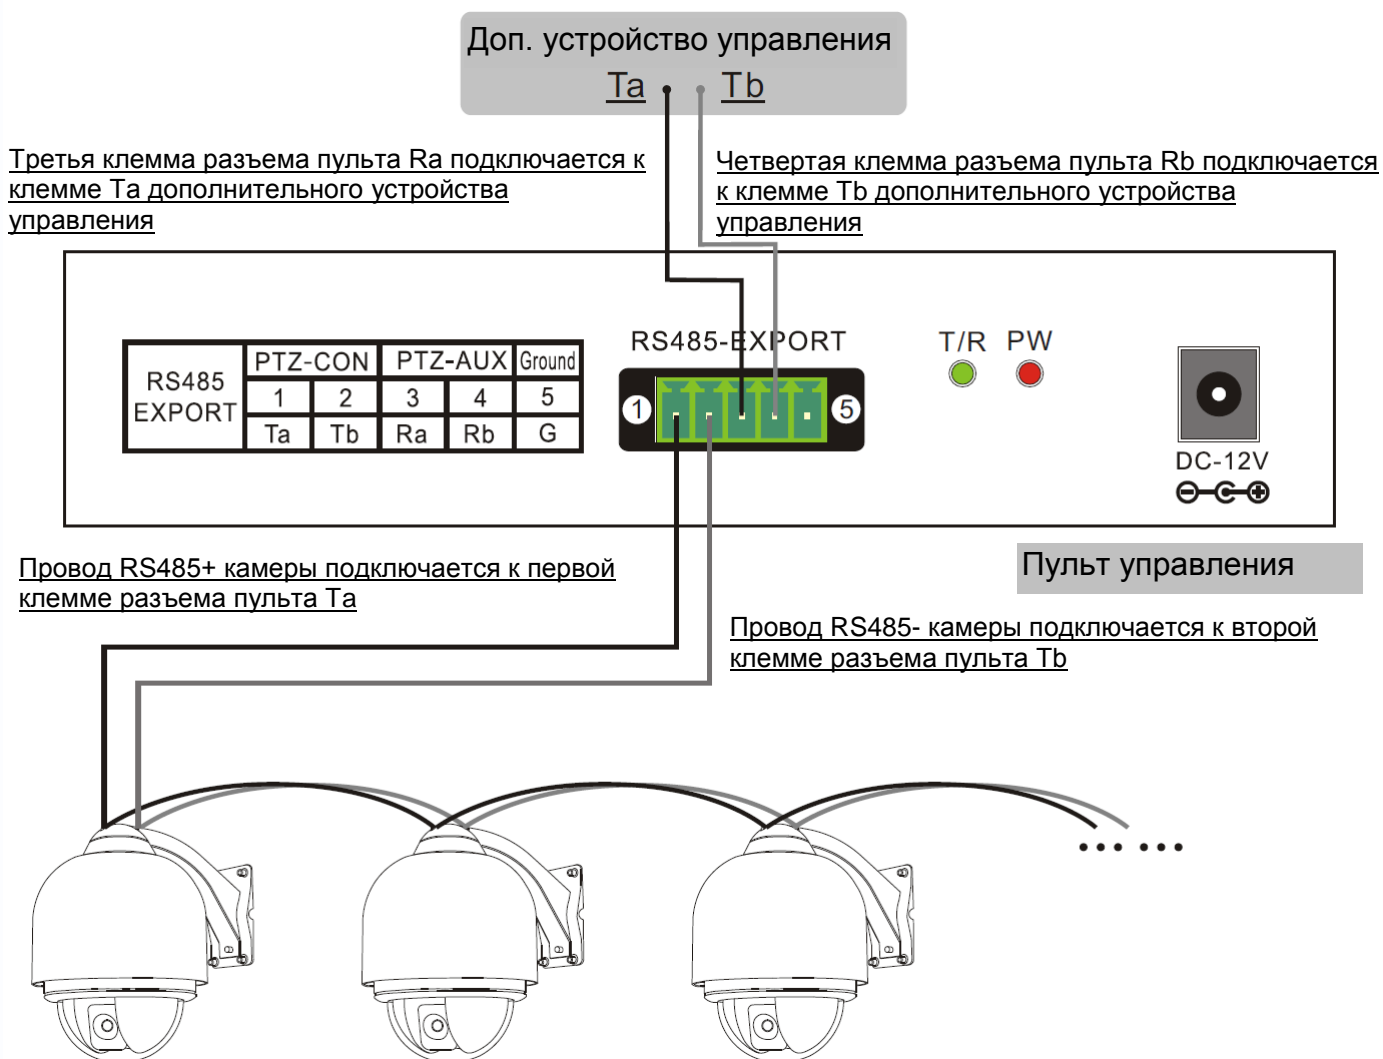 Доп. устройство управления
Ta Tb
Третья клемма разъема пульта Ra подключается к
клемме Ta дополнительного устройства
управления
Четвертая клемма разъема пульта Rb подключается
к клемме Tb дополнительного устройства
управления
RS485
EXPORT
PTZ-CON PTZ-AUX Ground
1 2 3 4 5
Ta Tb Ra Rb G
RS485-EXPORT
1 5
T/R PW
DC-12V
Пульт управления
Провод RS485+ камеры подключается к первой
клемме разъема пульта Ta
Провод RS485- камеры подключается к второй
клемме разъема пульта Tb